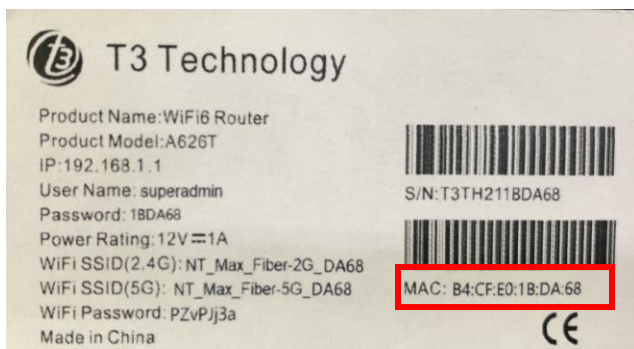 t3 T3 Technology
Product Name:WiFi6 Router
Product Model:A626T
IP:192.168.1.1
User Name: superadmin
Password: 1BDA68
Power Rating:12V⎓1A
WiFi SSID(2.4G): NT_Max_Fiber-2G_DA68
WiFi SSID(5G): NT_Max_Fiber-5G_DA68
WiFi Password: PZvPJj3a
Made in China
S/N:T3TH211BDA68
MAC: B4:CF:E0:1B:DA:68
CE